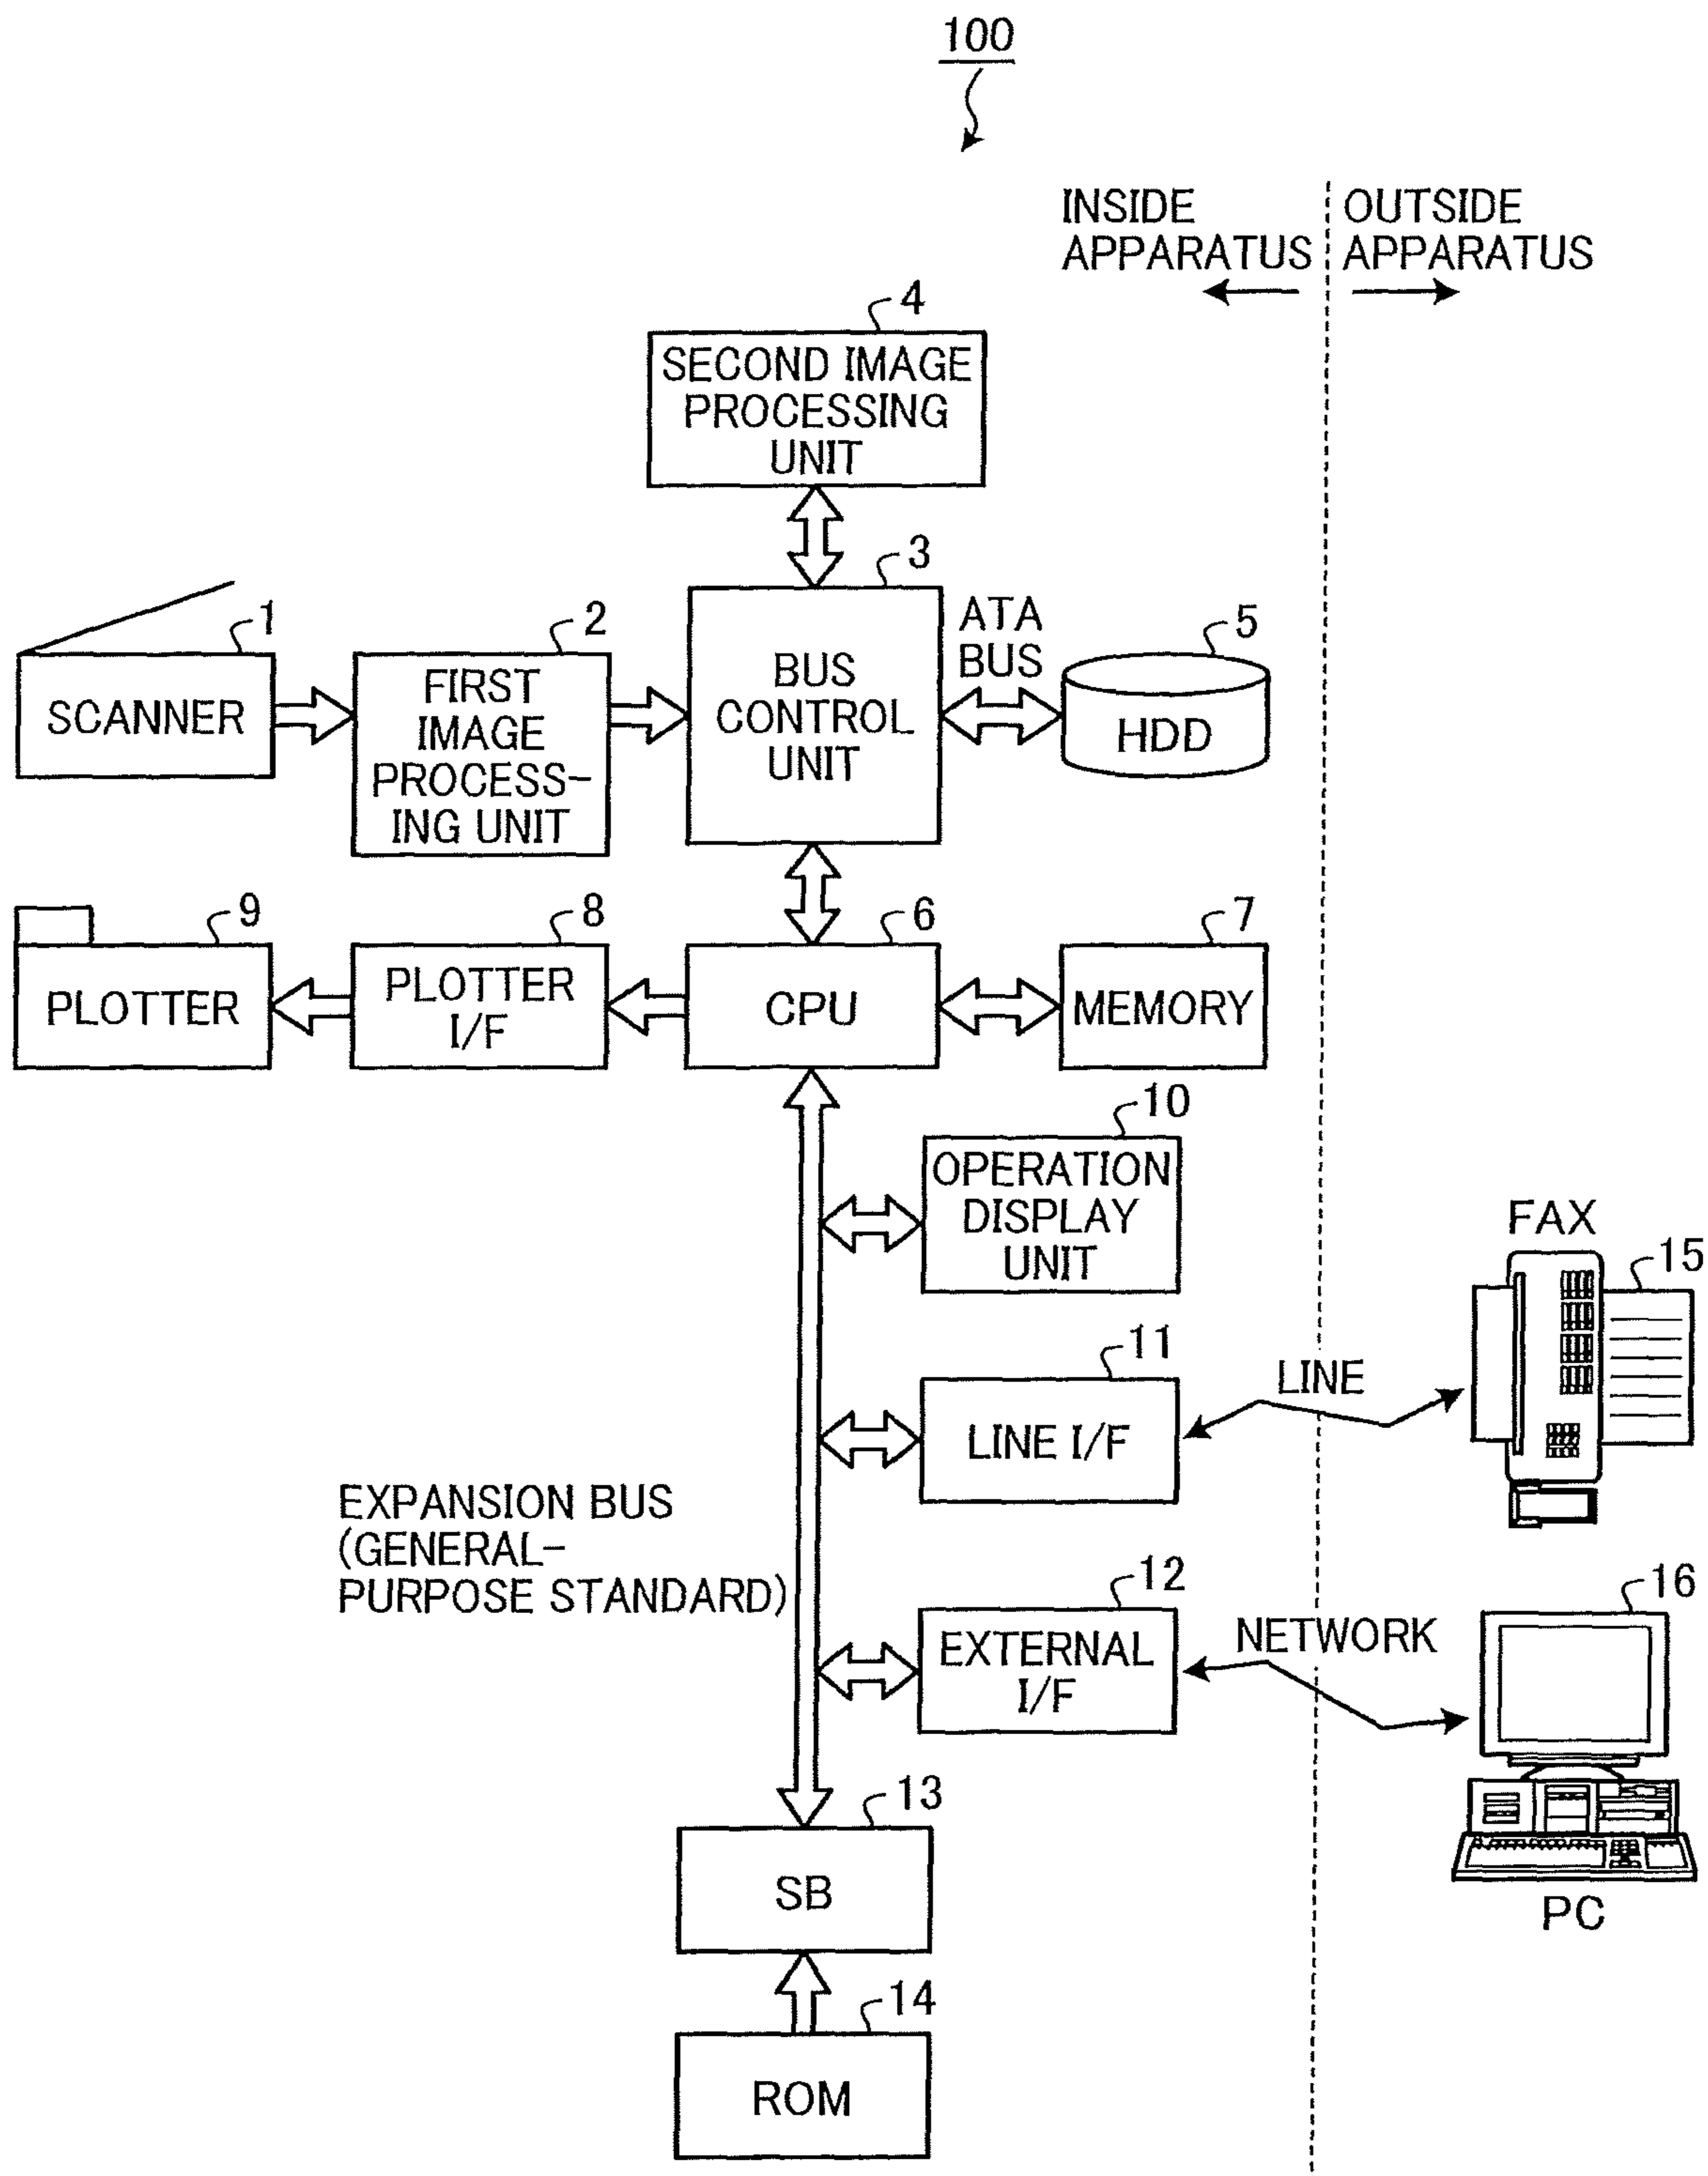 100
INSIDE
APPARATUS
OUTSIDE
APPARATUS
4
SECOND IMAGE
PROCESSING
UNIT
3
BUS
CONTROL
UNIT
ATA
BUS
5
HDD
1
SCANNER
2
FIRST
IMAGE
PROCESS-
ING UNIT
9
PLOTTER
8
PLOTTER
I/F
6
CPU
7
MEMORY
10
OPERATION
DISPLAY
UNIT
FAX
15
11
LINE I/F
LINE
EXPANSION BUS
(GENERAL-
PURPOSE STANDARD)
12
EXTERNAL
I/F
NETWORK
16
PC
13
SB
14
ROM